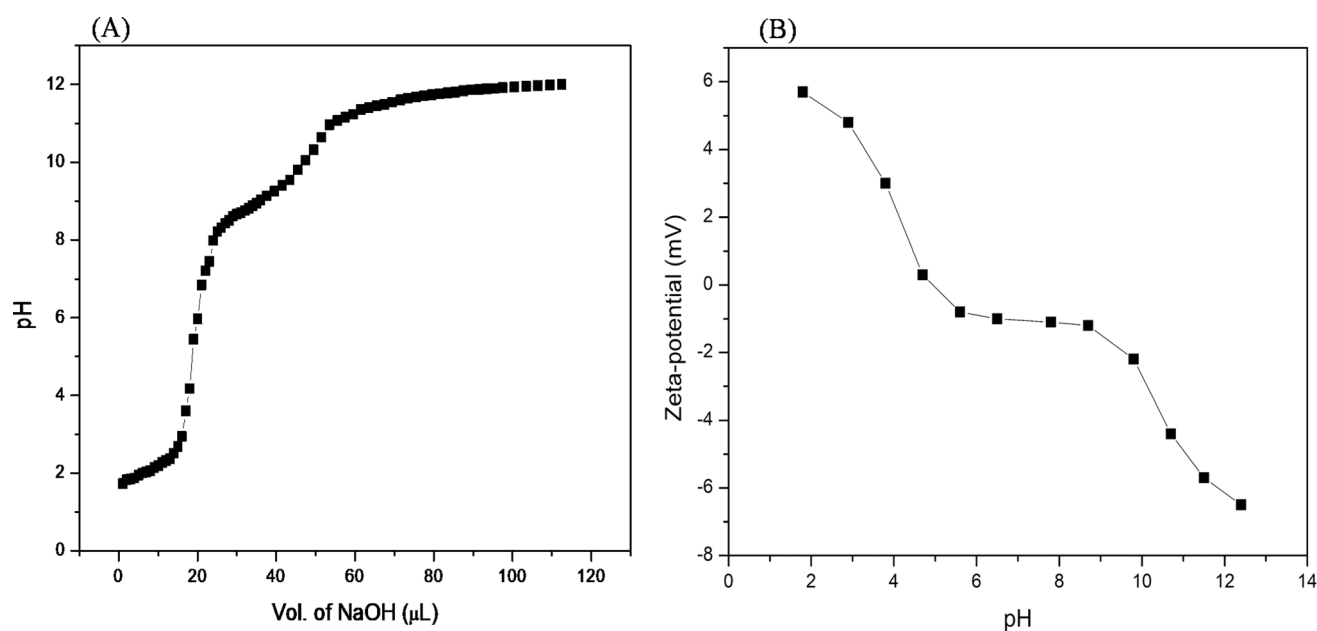 (A)
12
10
8
6
4
2
0
pH
0 20 40 60 80 100 120
Vol. of NaOH (μL)
(B)
6
4
2
0
-2
-4
-6
-8
Zeta-potential (mV)
0 2 4 6 8 10 12 14
pH